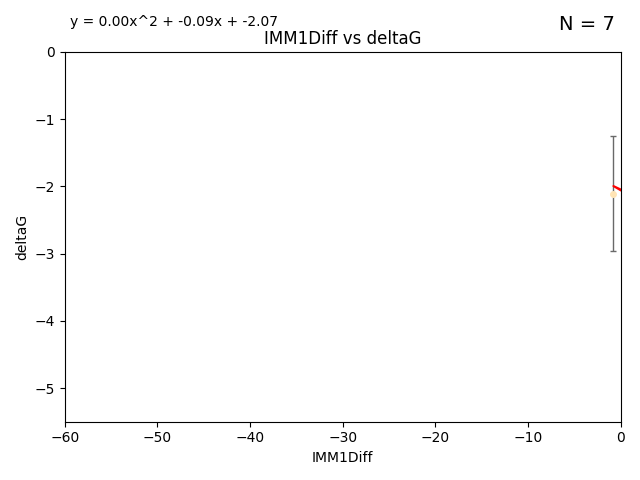 y = 0.00x^2 + -0.09x + -2.07
N = 7
IMM1Diff vs deltaG
0
−1
−2
−3
−4
−5
deltaG
−60 −50 −40 −30 −20 −10 0
IMM1Diff